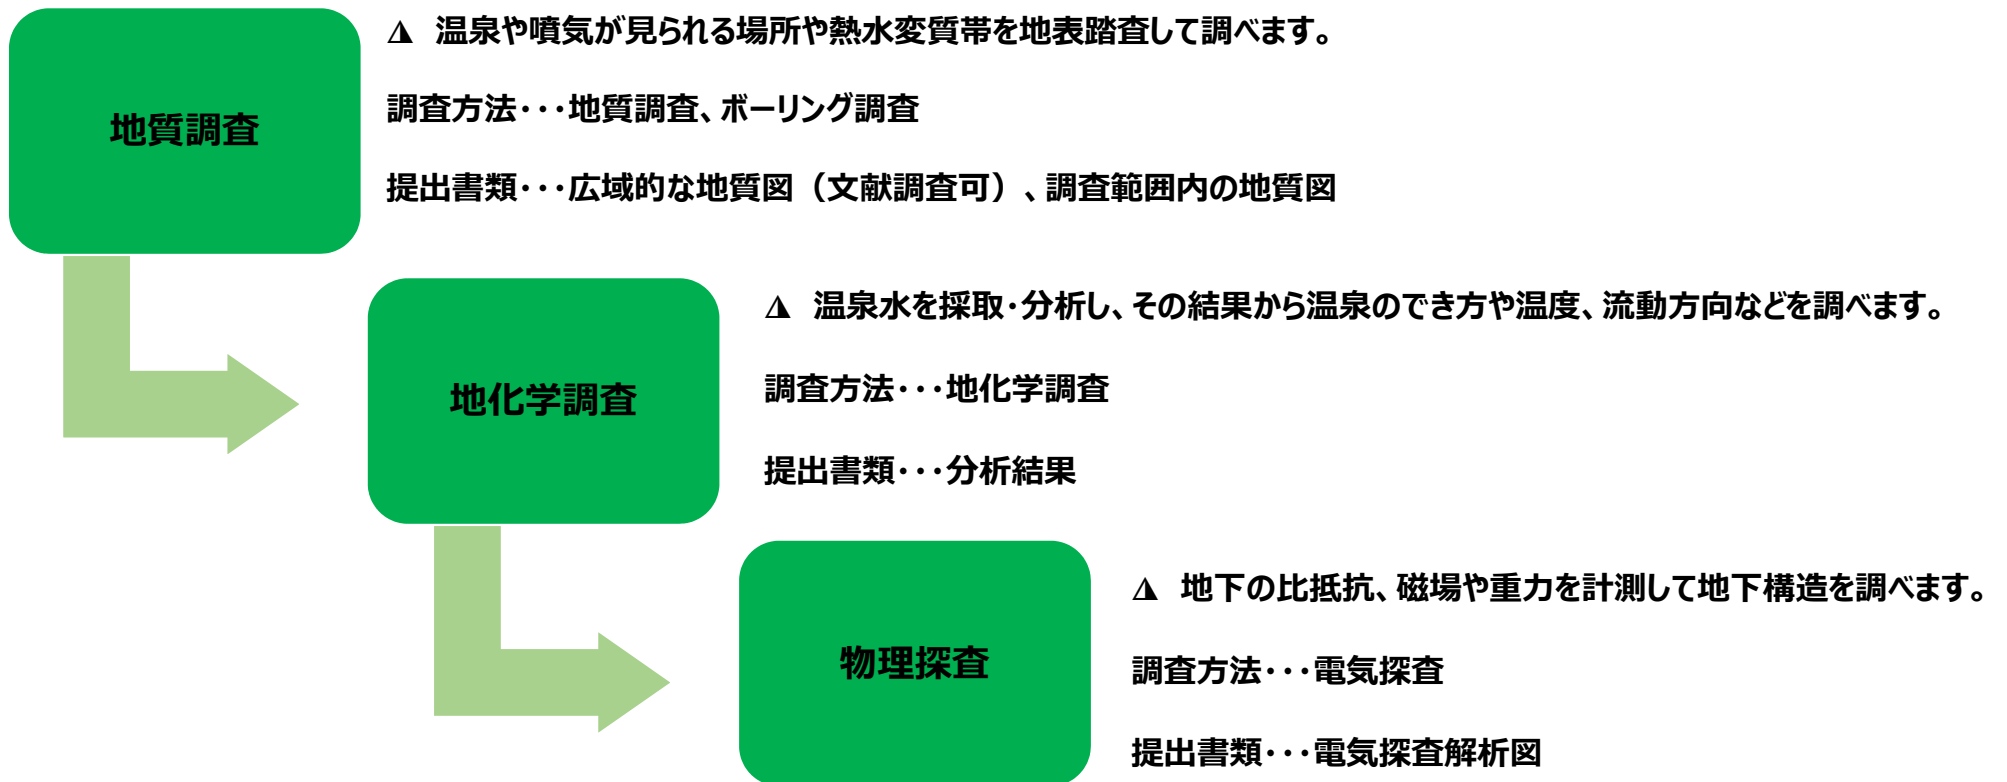 地質調査
◮ 温泉や噴気が見られる場所や熱水変質帯を地表踏査して調べます。
調査方法･･･地質調査、ボーリング調査
提出書類･･･広域的な地質図（文献調査可）、調査範囲内の地質図
地化学調査
◮ 温泉水を採取・分析し、その結果から温泉のでき方や温度、流動方向などを調べます。
調査方法･･･地化学調査
提出書類･･･分析結果
物理探査
◮ 地下の比抵抗、磁場や重力を計測して地下構造を調べます。
調査方法･･･電気探査
提出書類･･･電気探査解析図